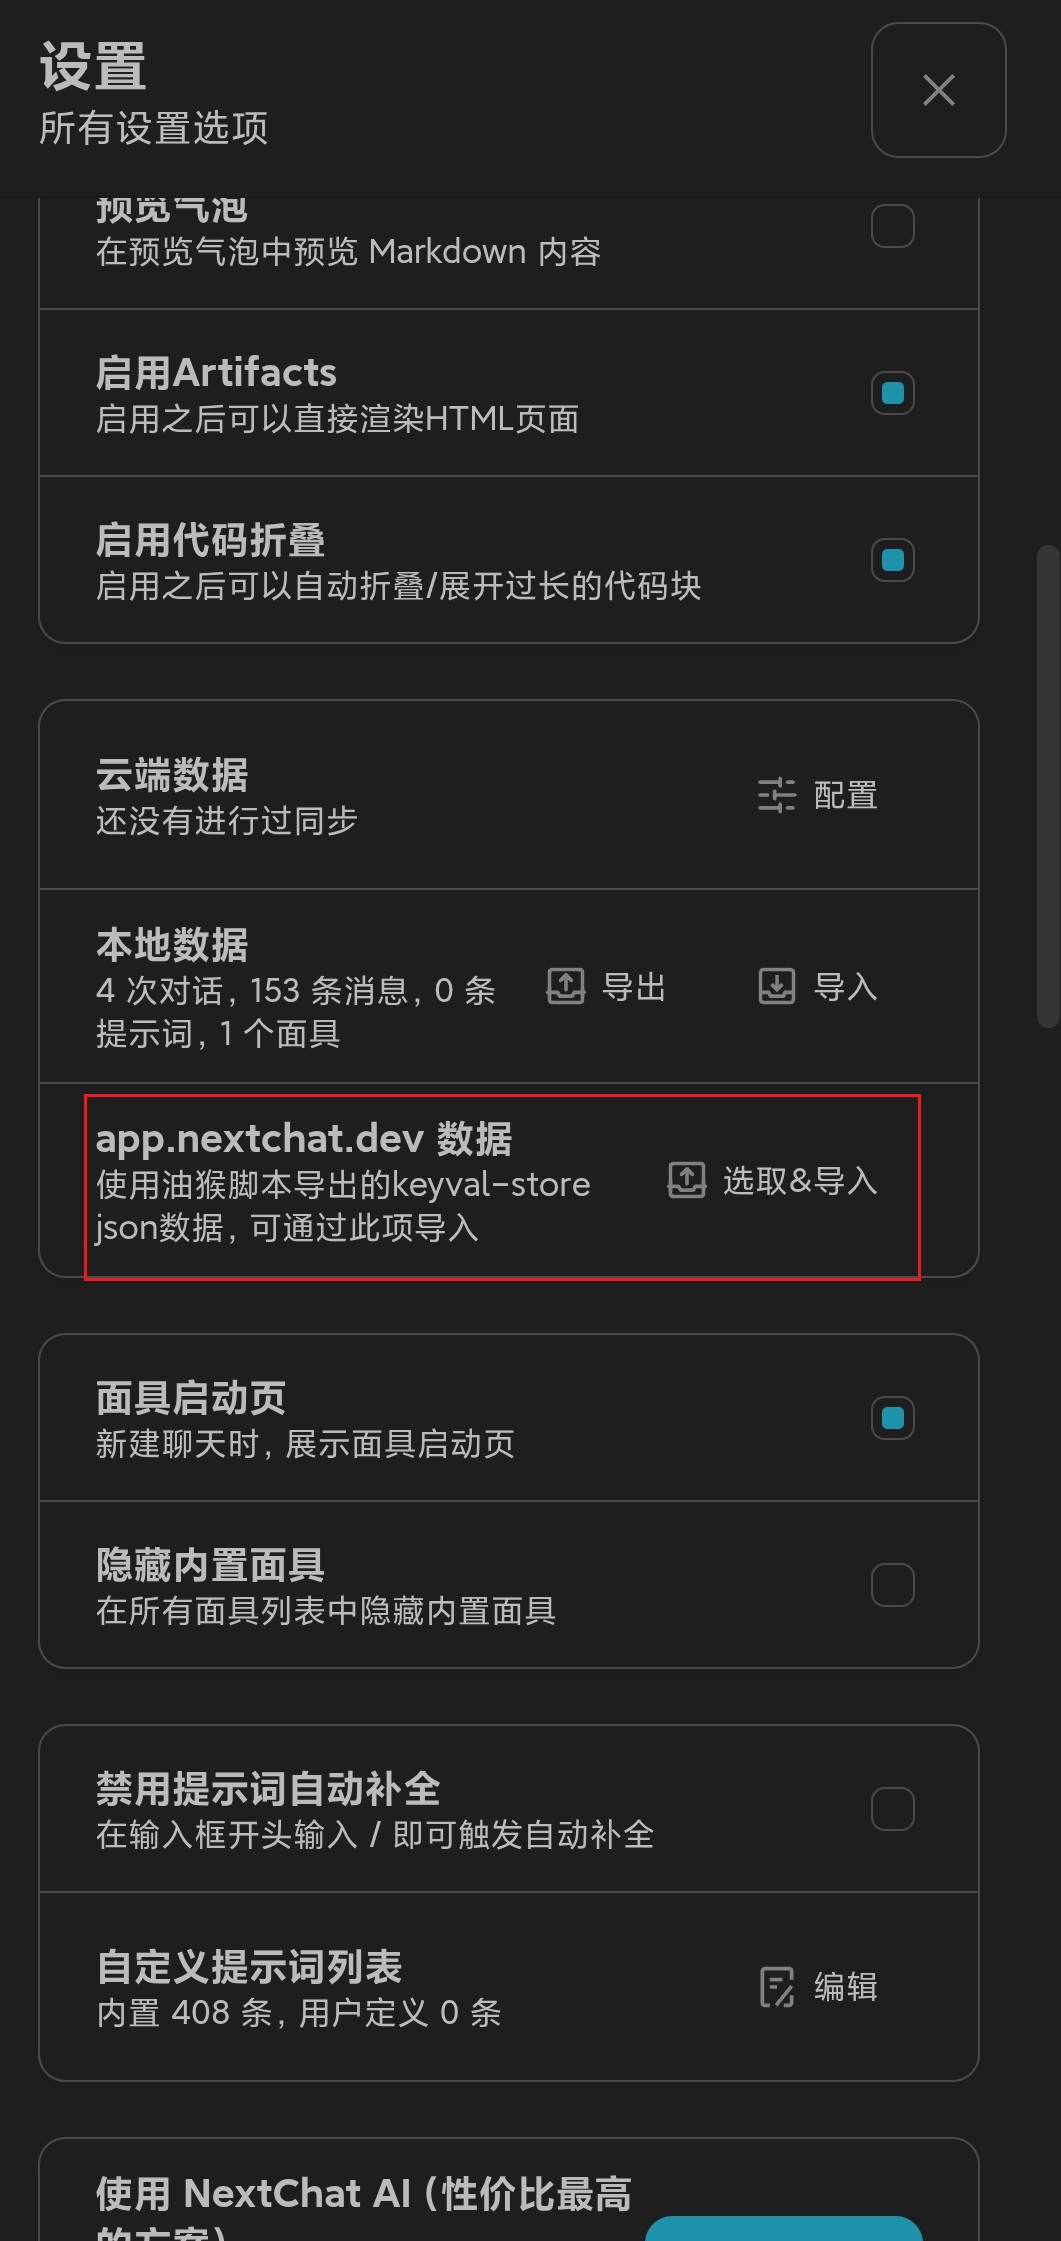 设置
所有设置选项
预览气泡
在预览气泡中预览 Markdown 内容
启用Artifacts
启用之后可以直接渲染HTML页面
启用代码折叠
启用之后可以自动折叠/展开过长的代码块
云端数据
还没有进行过同步
配置
本地数据
4 次对话，153 条消息，0 条
提示词，1 个面具
导出
导入
app.nextchat.dev 数据
使用油猴脚本导出的keyval-store
json数据，可通过此项导入
选取&导入
面具启动页
新建聊天时，展示面具启动页
隐藏内置面具
在所有面具列表中隐藏内置面具
禁用提示词自动补全
在输入框开头输入 / 即可触发自动补全
自定义提示词列表
内置 408 条，用户定义 0 条
编辑
使用 NextChat AI (性价比最高
的方案)